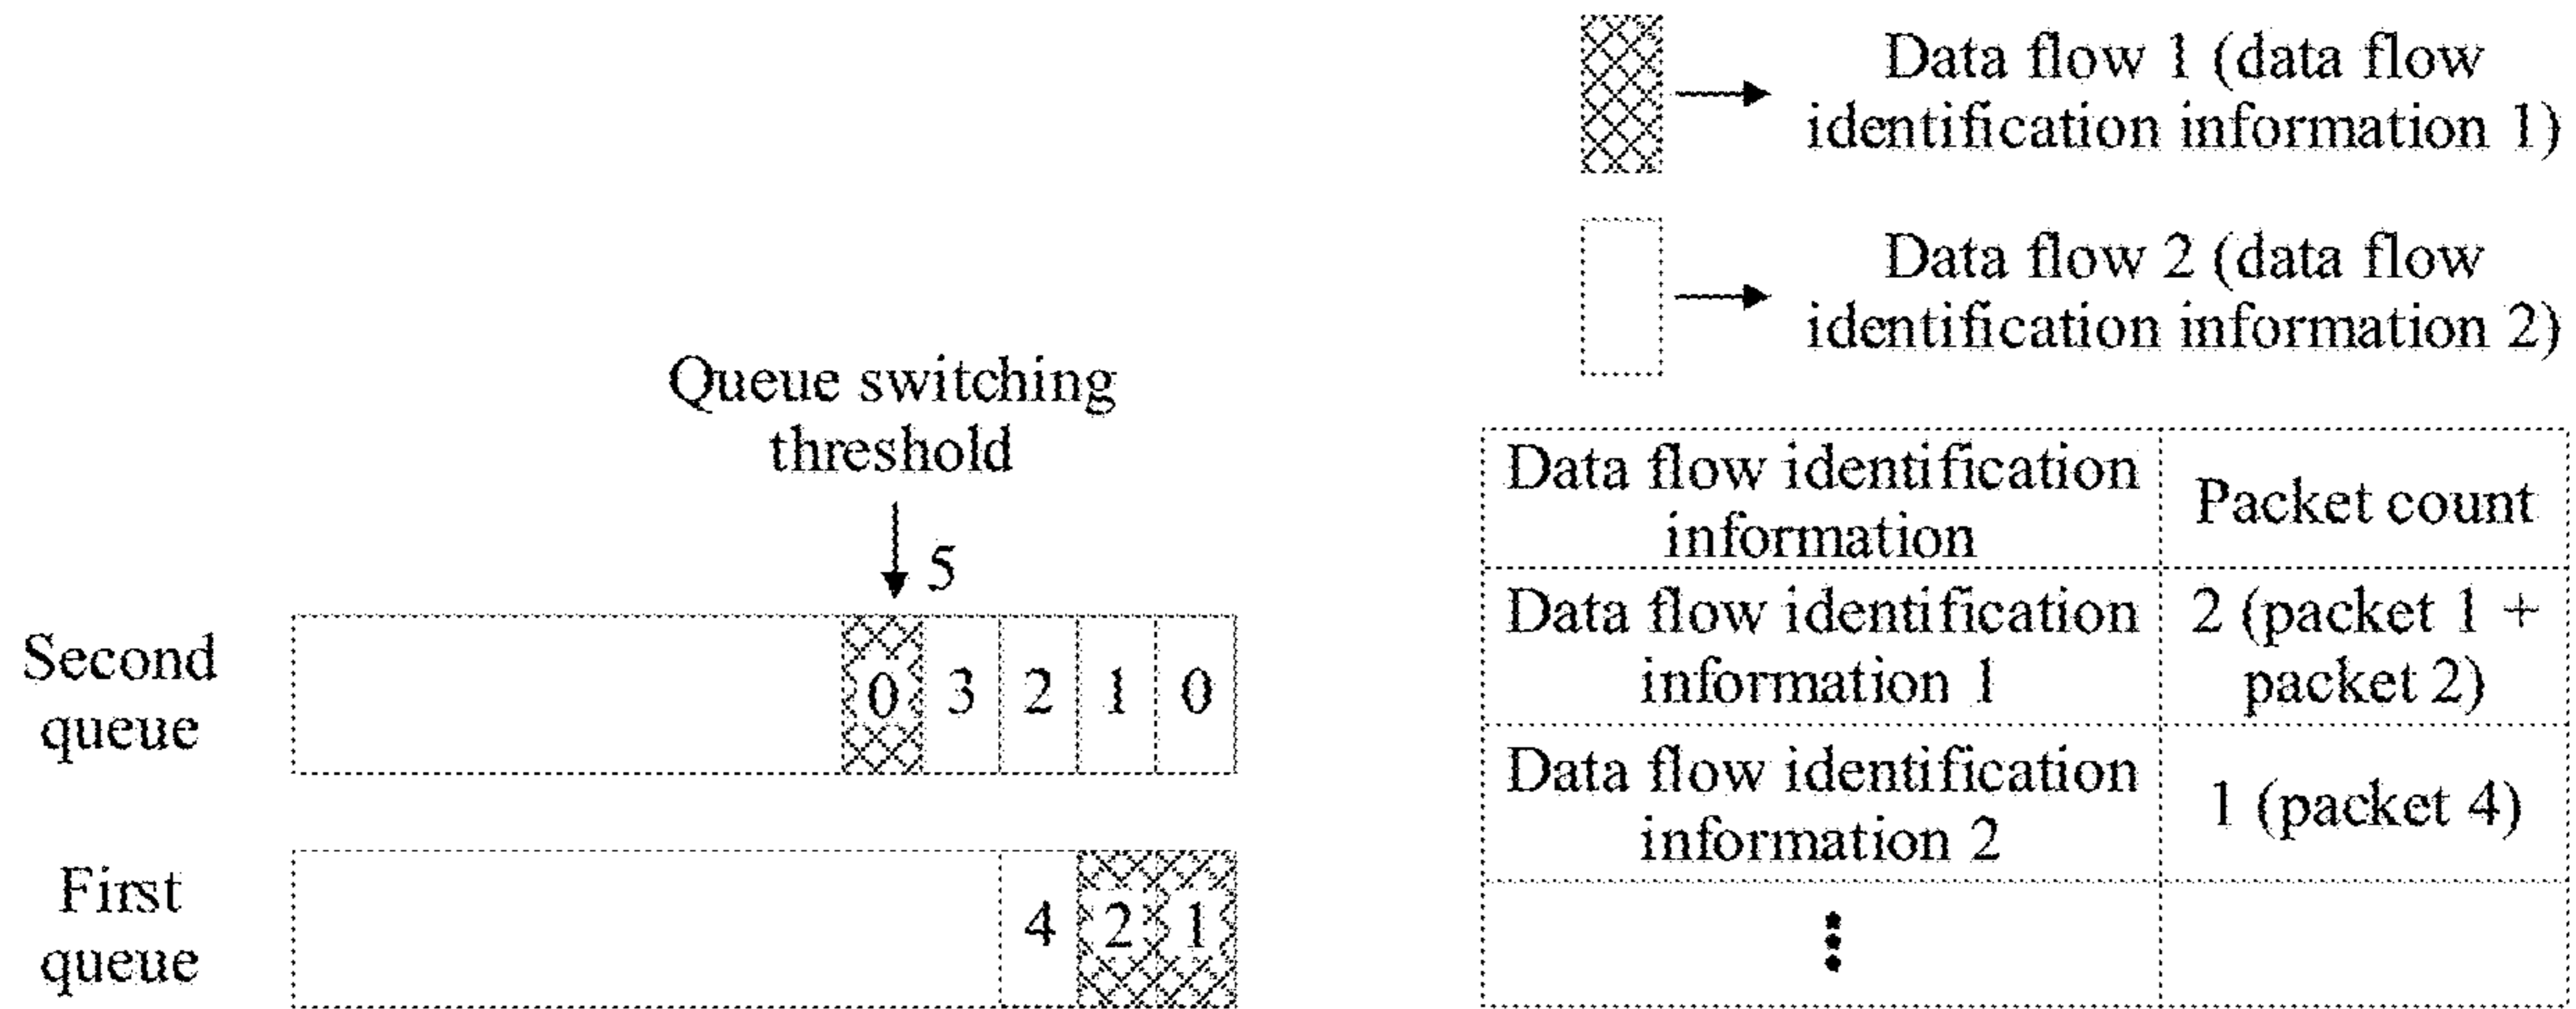 Data flow 1 (data flow
identification information 1)
Data flow 2 (data flow
identification information 2)
Queue switching
threshold
5
Second
queue
0 3 2 1 0
First
queue
4 2 1
Data flow identification
information
Packet count
Data flow identification
information 1
2 (packet 1 +
packet 2)
Data flow identification
information 2
1 (packet 4)